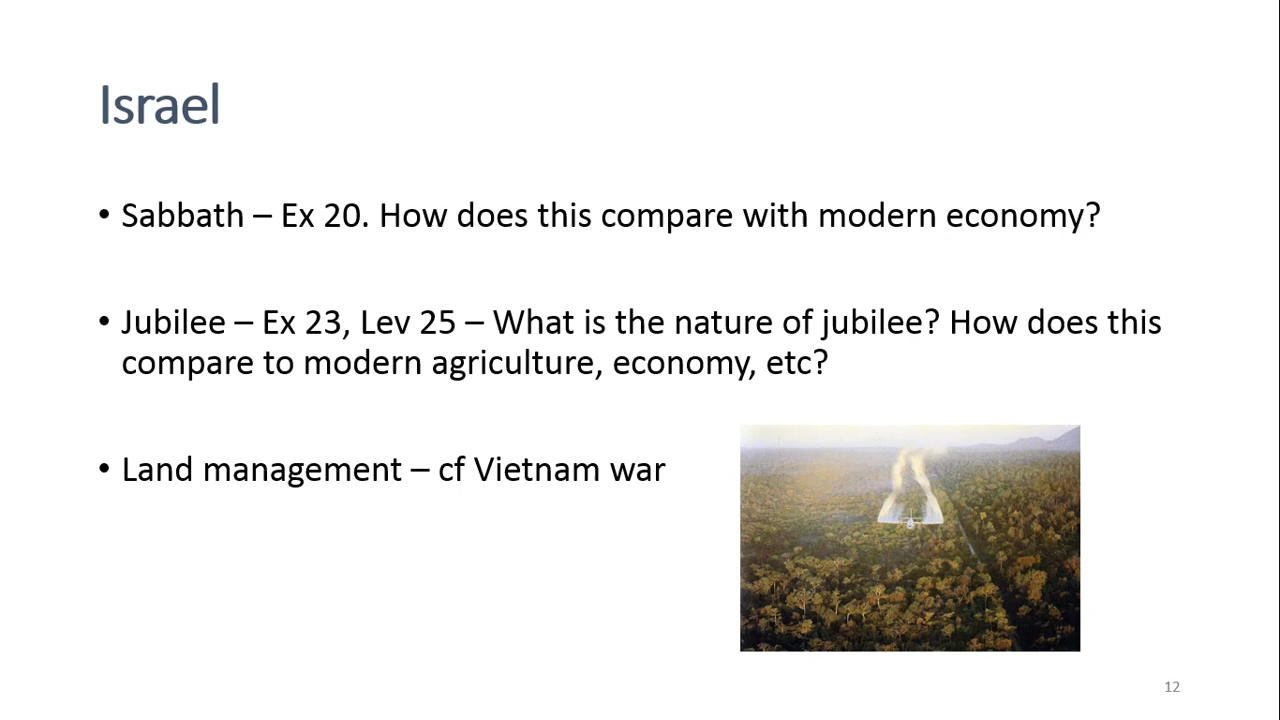 Israel
• Sabbath – Ex 20. How does this compare with modern economy?
• Jubilee – Ex 23, Lev 25 – What is the nature of jubilee? How does this
compare to modern agriculture, economy, etc?
• Land management – cf Vietnam war
12